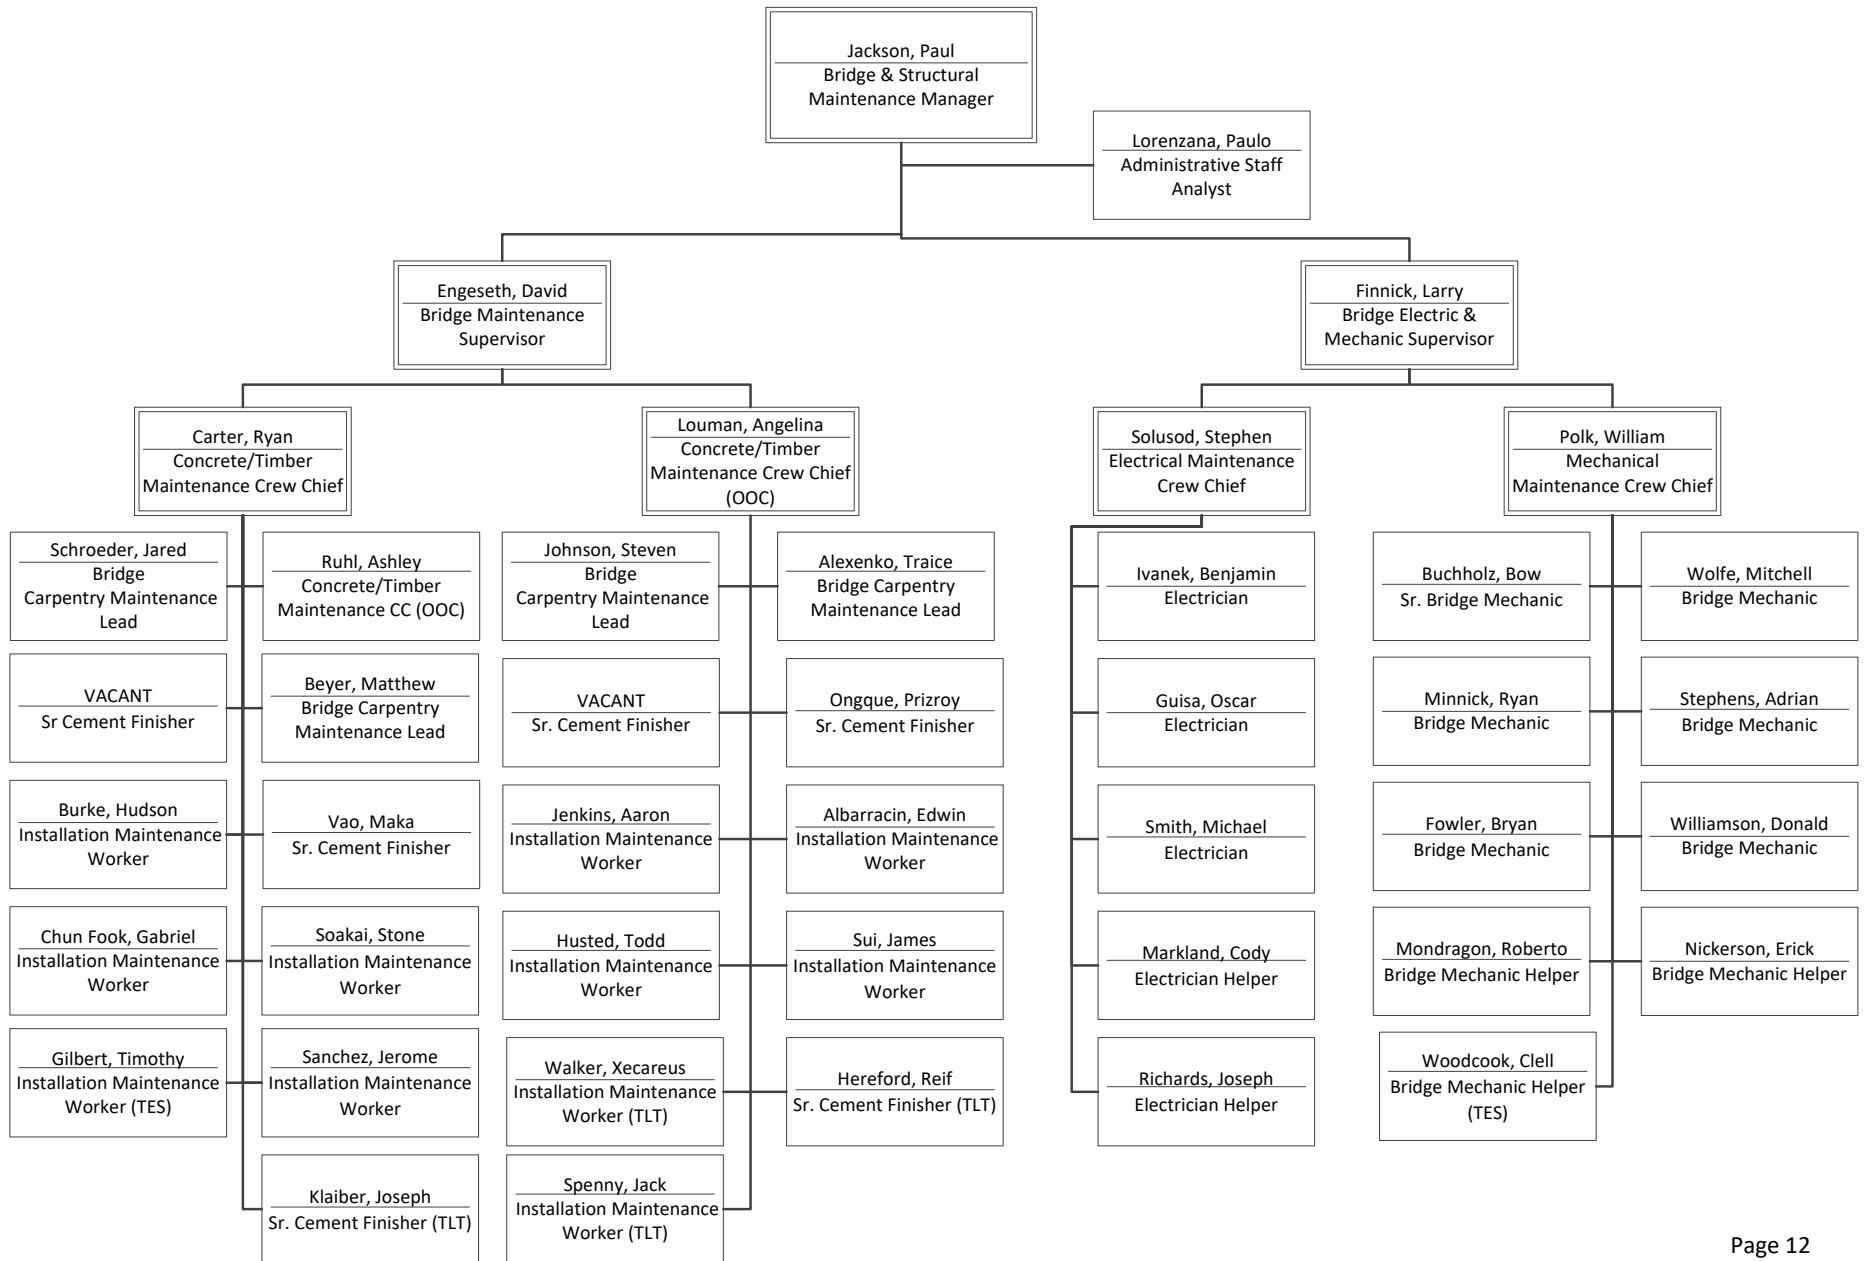 Jackson, Paul
Bridge & Structural
Maintenance Manager
Lorenzana, Paulo
Administrative Staff
Analyst
Engeseth, David
Bridge Maintenance
Supervisor
Finnick, Larry
Bridge Electric &
Mechanic Supervisor
Carter, Ryan
Concrete/Timber
Maintenance Crew Chief
Louman, Angelina
Concrete/Timber
Maintenance Crew Chief
(OOC)
Solusod, Stephen
Electrical Maintenance
Crew Chief
Polk, William
Mechanical
Maintenance Crew Chief
Schroeder, Jared
Bridge
Carpentry Maintenance
Lead
Ruhl, Ashley
Concrete/Timber
Maintenance CC (OOC)
Johnson, Steven
Bridge
Carpentry Maintenance
Lead
Alexenko, Traice
Bridge Carpentry
Maintenance Lead
Ivanek, Benjamin
Electrician
Buchholz, Bow
Sr. Bridge Mechanic
Wolfe, Mitchell
Bridge Mechanic
VACANT
Sr Cement Finisher
Beyer, Matthew
Bridge Carpentry
Maintenance Lead
VACANT
Sr. Cement Finisher
Ongque, Prizroy
Sr. Cement Finisher
Guisa, Oscar
Electrician
Minnick, Ryan
Bridge Mechanic
Stephens, Adrian
Bridge Mechanic
Burke, Hudson
Installation Maintenance
Worker
Vao, Maka
Sr. Cement Finisher
Jenkins, Aaron
Installation Maintenance
Worker
Albarracin, Edwin
Installation Maintenance
Worker
Smith, Michael
Electrician
Fowler, Bryan
Bridge Mechanic
Williamson, Donald
Bridge Mechanic
Chun Fook, Gabriel
Installation Maintenance
Worker
Soakai, Stone
Installation Maintenance
Worker
Husted, Todd
Installation Maintenance
Worker
Sui, James
Installation Maintenance
Worker
Markland, Cody
Electrician Helper
Mondragon, Roberto
Bridge Mechanic Helper
Nickerson, Erick
Bridge Mechanic Helper
Gilbert, Timothy
Installation Maintenance
Worker (TES)
Sanchez, Jerome
Installation Maintenance
Worker
Walker, Xecareus
Installation Maintenance
Worker (TLT)
Hereford, Reif
Sr. Cement Finisher (TLT)
Richards, Joseph
Electrician Helper
Woodcook, Clell
Bridge Mechanic Helper
(TES)
Klaiber, Joseph
Sr. Cement Finisher (TLT)
Spenny, Jack
Installation Maintenance
Worker (TLT)
Page 12